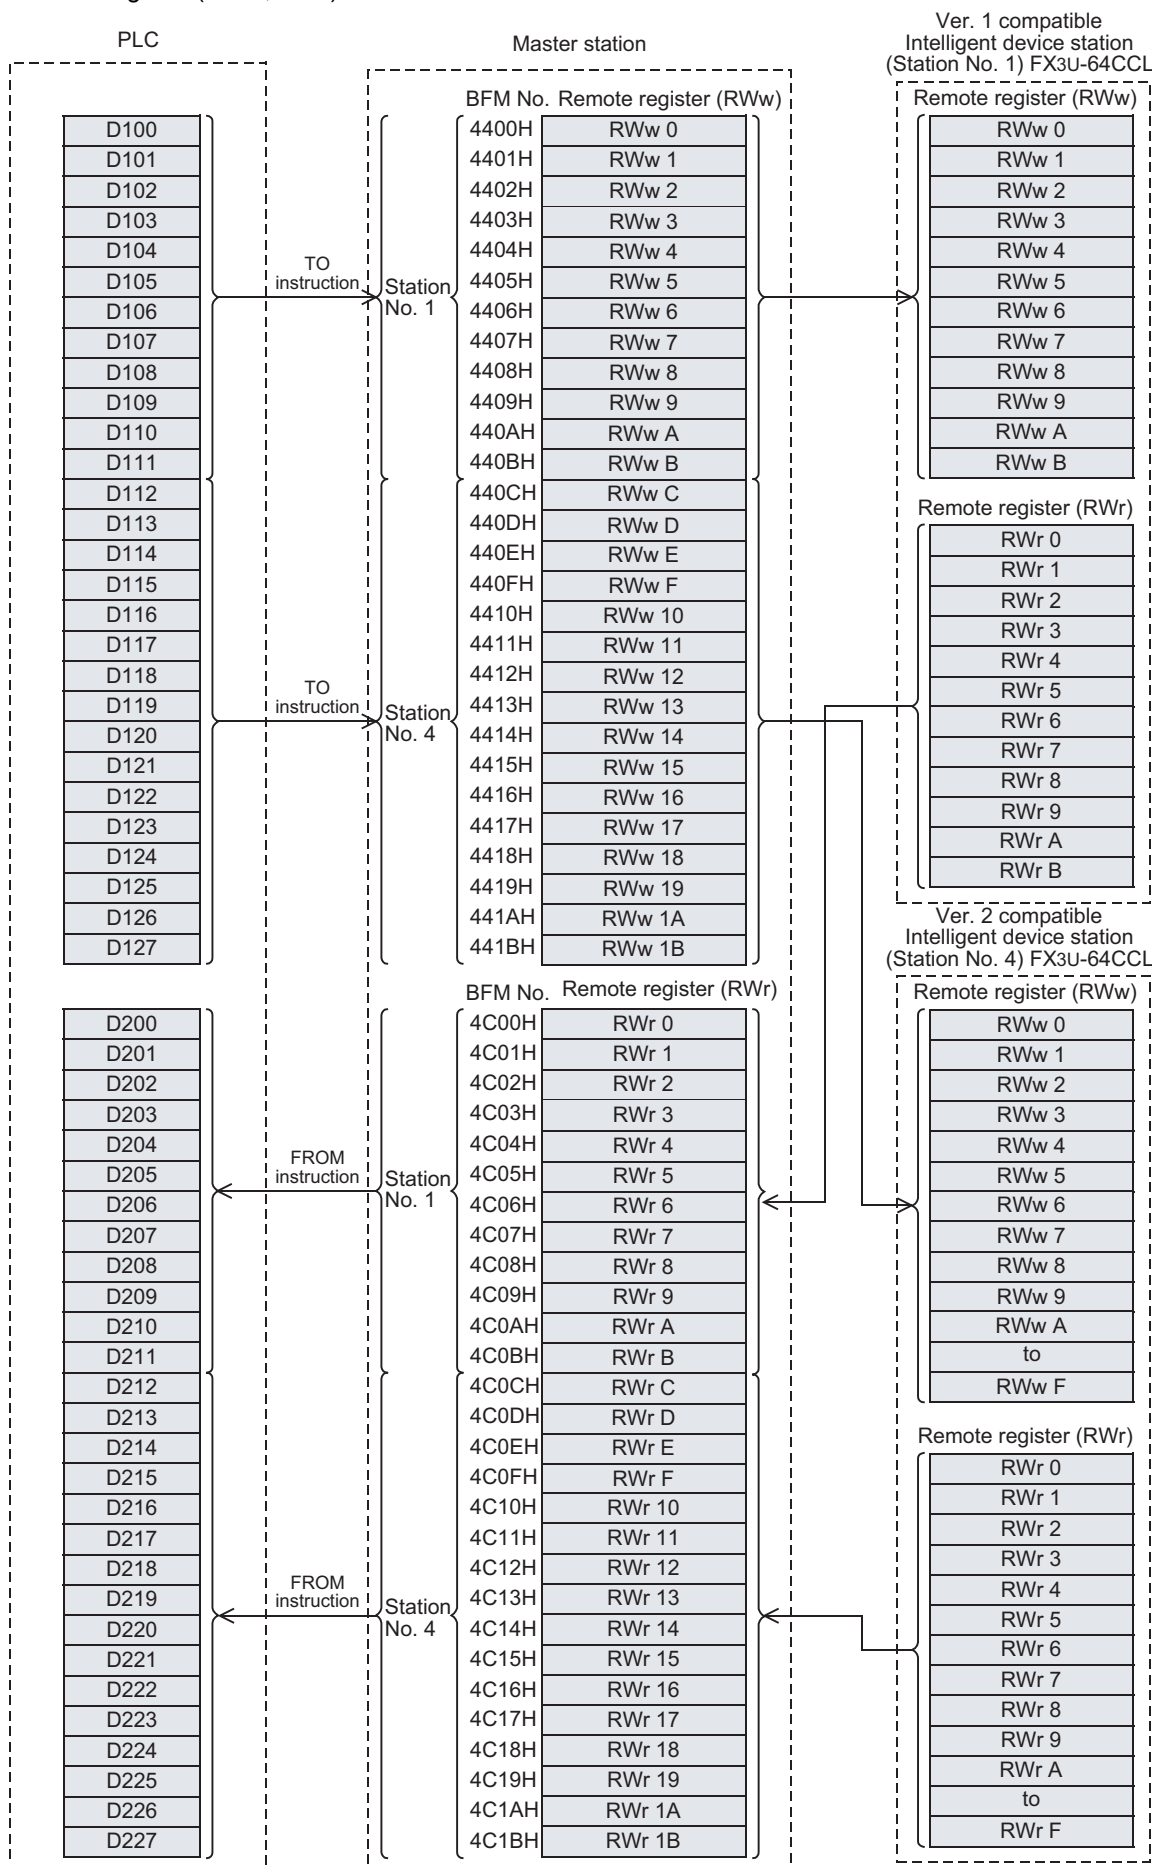 PLC
Master station
Ver. 1 compatible
Intelligent device station
(Station No. 1) FX3U-64CCL
BFM No. Remote register (RWw)
Remote register (RWw)
D100 4400H RWw 0 RWw 0
D101 4401H RWw 1 RWw 1
D102 4402H RWw 2 RWw 2
D103 4403H RWw 3 RWw 3
D104 4404H RWw 4 RWw 4
TO
instruction
D105 4405H RWw 5 RWw 5
Station
No. 1
D106 4406H RWw 6 RWw 6
D107 4407H RWw 7 RWw 7
D108 4408H RWw 8 RWw 8
D109 4409H RWw 9 RWw 9
D110 440AH RWw A RWw A
D111 440BH RWw B RWw B
D112 440CH RWw C
Remote register (RWr)
D113 440DH RWw D RWr 0
D114 440EH RWw E RWr 1
D115 440FH RWw F RWr 2
D116 4410H RWw 10 RWr 3
D117 4411H RWw 11 RWr 4
D118 4412H RWw 12 RWr 5
TO
instruction
D119 4413H RWw 13 RWr 6
Station
No. 4
D120 4414H RWw 14 RWr 7
D121 4415H RWw 15 RWr 8
D122 4416H RWw 16 RWr 9
D123 4417H RWw 17 RWr A
D124 4418H RWw 18 RWr B
D125 4419H RWw 19
D126 441AH RWw 1A
D127 441BH RWw 1B
Ver. 2 compatible
Intelligent device station
(Station No. 4) FX3U-64CCL
BFM No. Remote register (RWr)
Remote register (RWw)
D200 4C00H RWr 0 RWw 0
D201 4C01H RWr 1 RWw 1
D202 4C02H RWr 2 RWw 2
D203 4C03H RWr 3 RWw 3
D204 4C04H RWr 4 RWw 4
FROM
instruction
D205 4C05H RWr 5 RWw 5
Station
No. 1
D206 4C06H RWr 6 RWw 6
D207 4C07H RWr 7 RWw 7
D208 4C08H RWr 8 RWw 8
D209 4C09H RWr 9 RWw 9
D210 4C0AH RWr A RWw A
D211 4C0BH RWr B to
D212 4C0CH RWr C RWw F
D213 4C0DH RWr D
Remote register (RWr)
D214 4C0EH RWr E RWr 0
D215 4C0FH RWr F RWr 1
D216 4C10H RWr 10 RWr 2
D217 4C11H RWr 11 RWr 3
D218 4C12H RWr 12 RWr 4
FROM
instruction
D219 4C13H RWr 13 RWr 5
Station
No. 4
D220 4C14H RWr 14 RWr 6
D221 4C15H RWr 15 RWr 7
D222 4C16H RWr 16 RWr 8
D223 4C17H RWr 17 RWr 9
D224 4C18H RWr 18 RWr A
D225 4C19H RWr 19 to
D226 4C1AH RWr 1A RWr F
D227 4C1BH RWr 1B